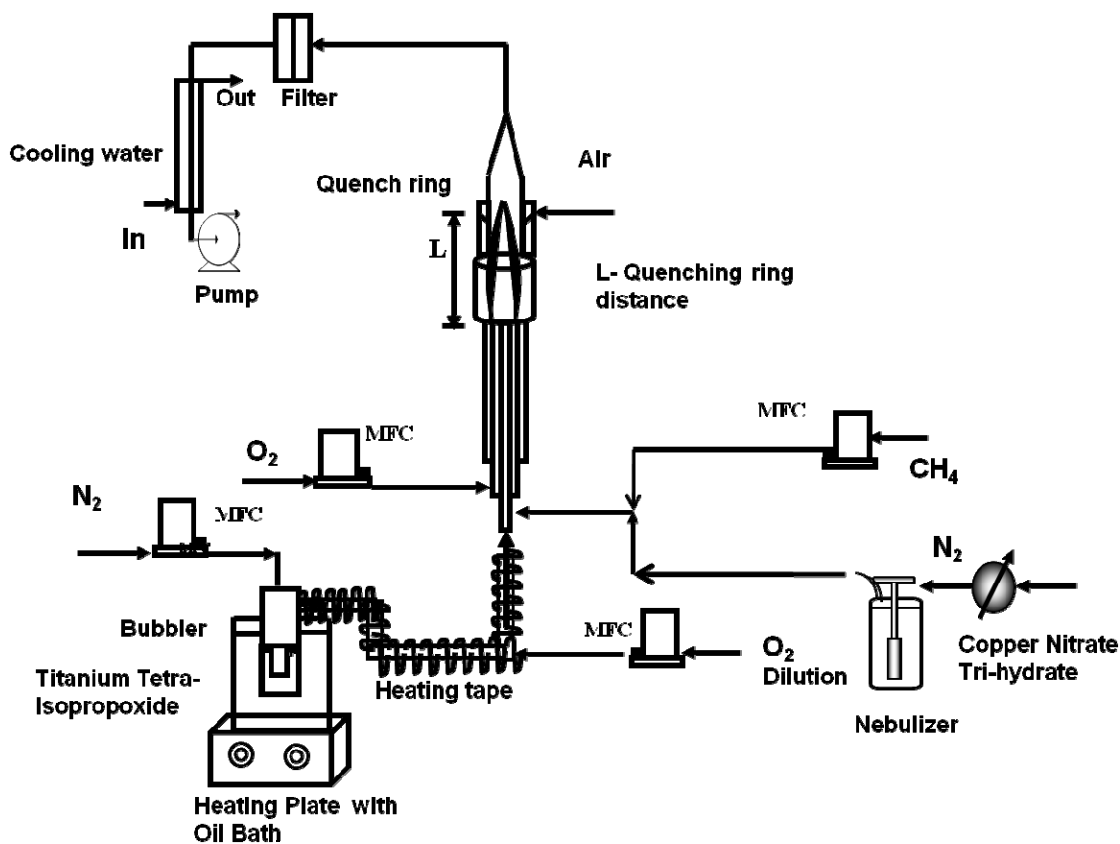 Out
Filter
Cooling water
In
Pump
Quench ring
Air
L
L- Quenching ring
distance
MFC
CH4
O2
MFC
N2
MFC
Bubbler
Titanium Tetra-
Isopropoxide
Heating tape
Heating Plate with
Oil Bath
MFC
O2
Dilution
N2
Copper Nitrate
Tri-hydrate
Nebulizer